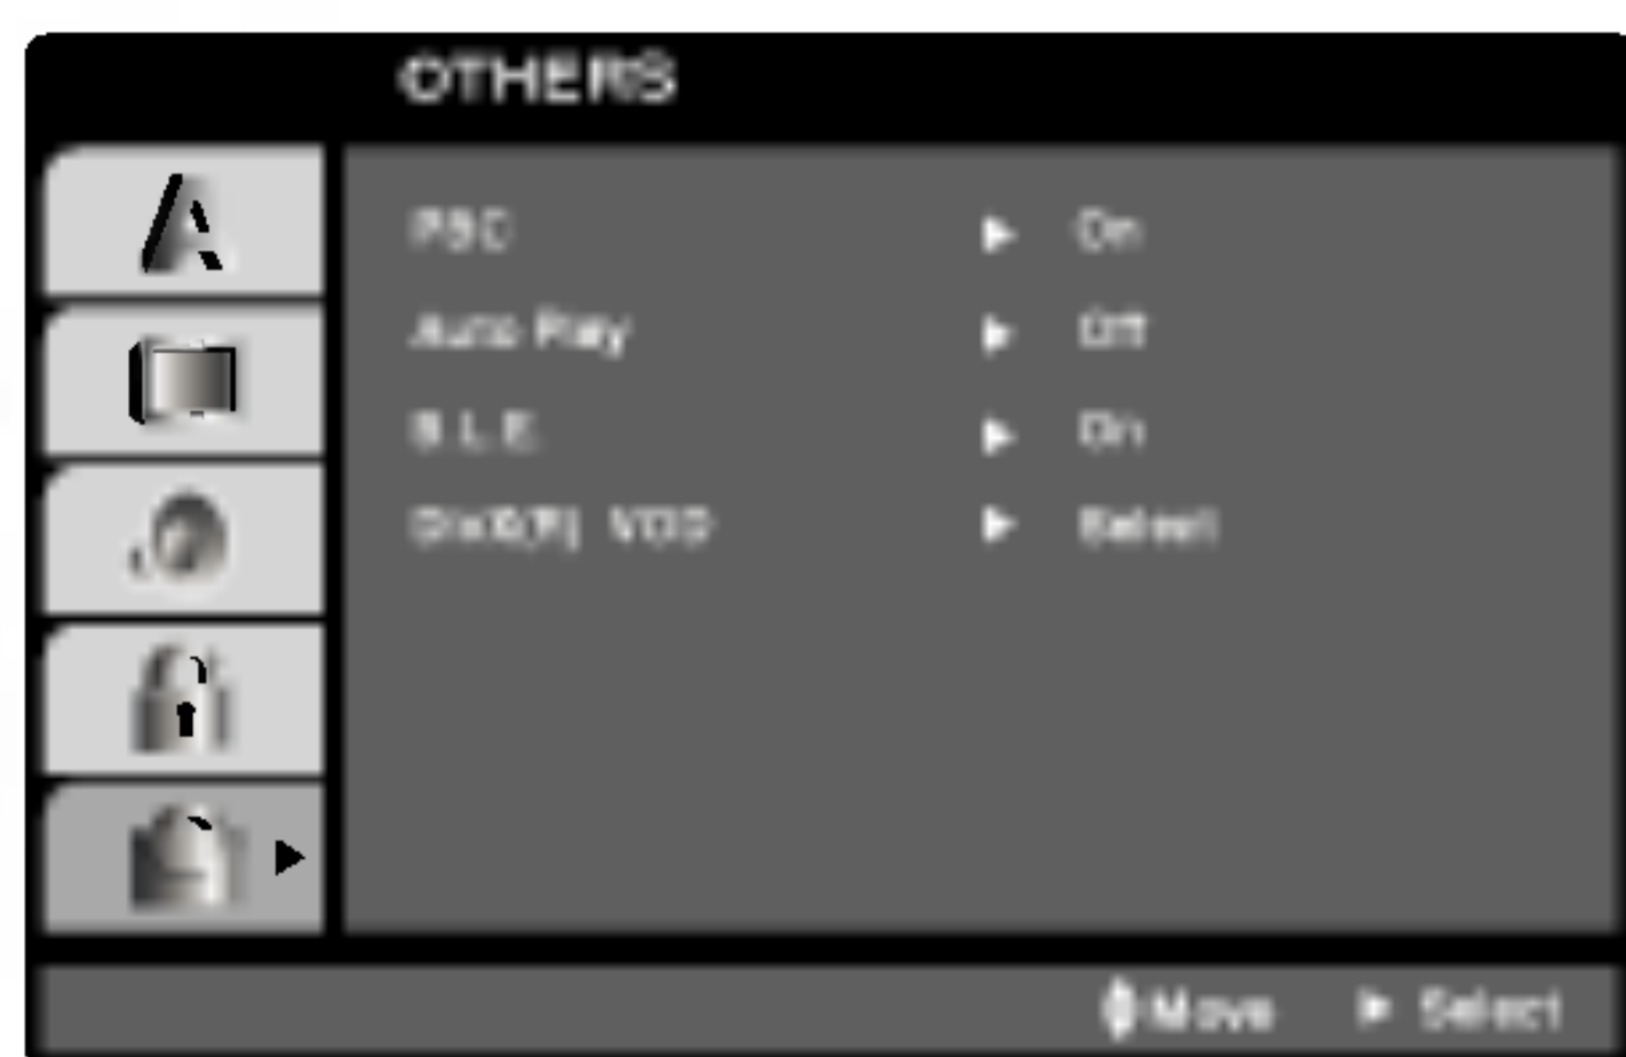 OTHERS
PBC ▶ On
Auto Play ▶ Off
B.L.E. ▶ On
DivX(R) VOD ▶ Select
Move ▶ Select